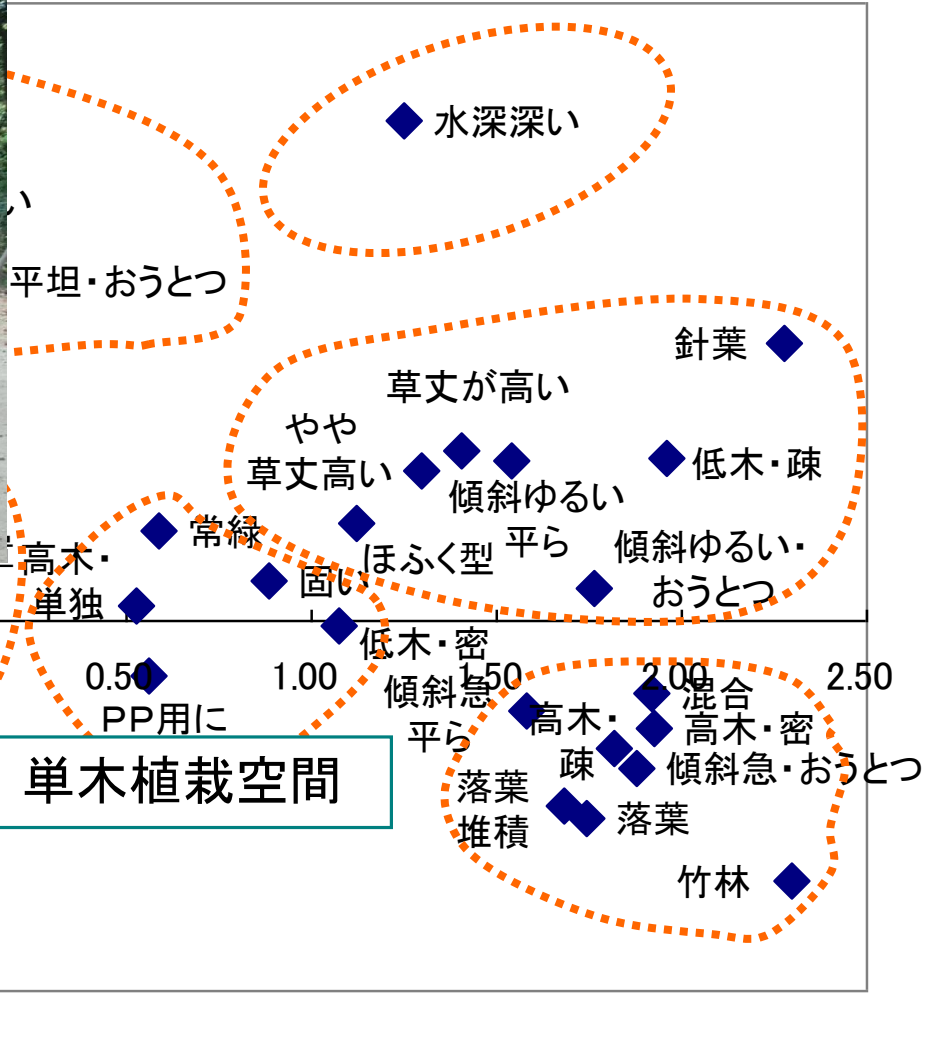 水深深い
い
平坦・おうとつ
針葉
草丈が高い
やや
草丈高い
低木・疎
傾斜ゆるい
平ら
常緑
ほふく型
傾斜ゆるい・
おうとつ
高木・
単独
固い
低木・密
0.50
1.00
1.50
2.00
2.50
PP用に
傾斜急
平ら
混合
高木・
疎
高木・密
傾斜急・おうとつ
単木植栽空間
落葉
堆積
落葉
竹林